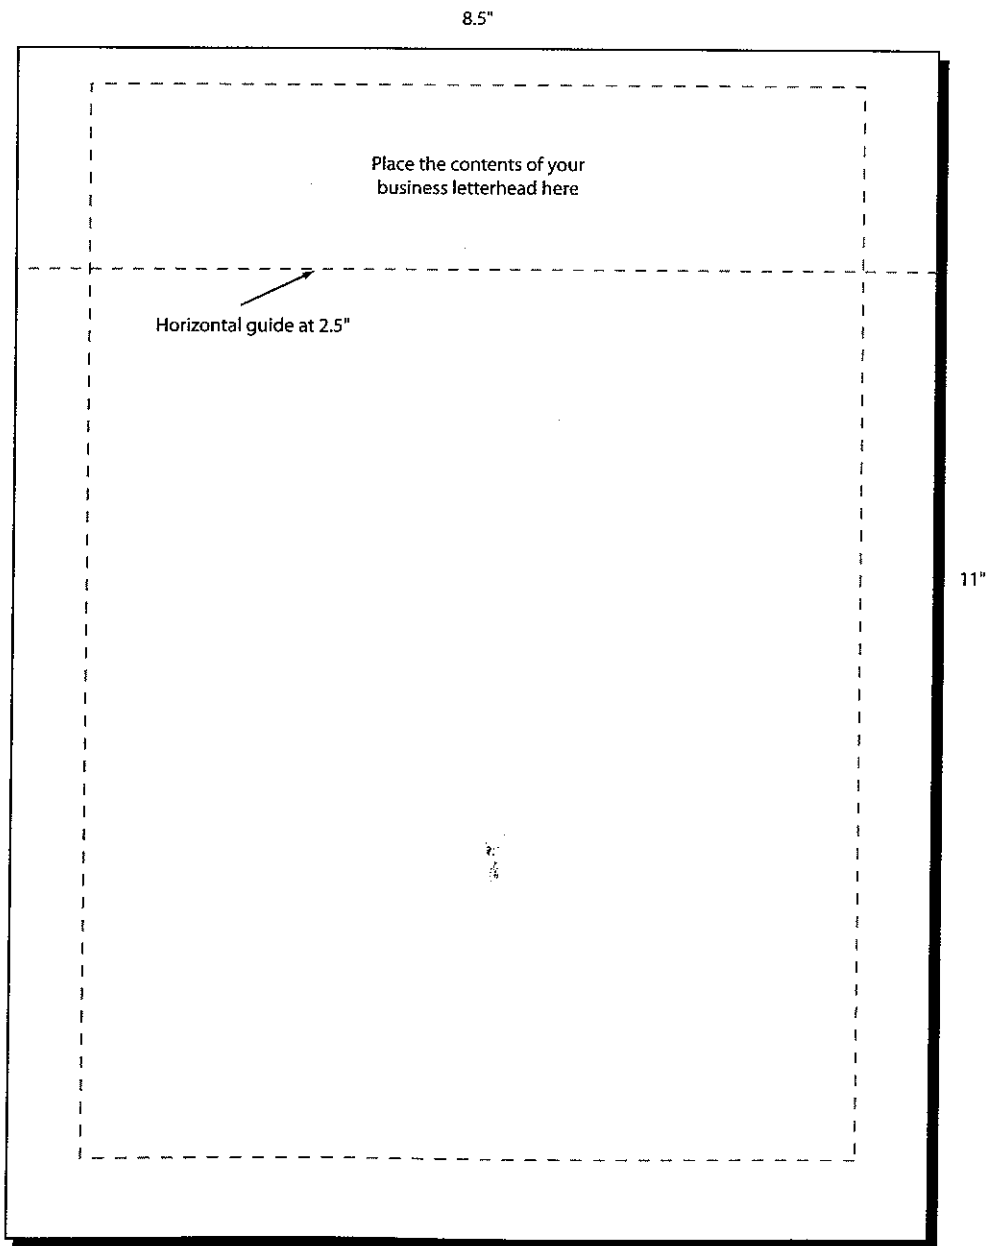 8.5"
Place the contents of your
business letterhead here
Horizontal guide at 2.5"
11"